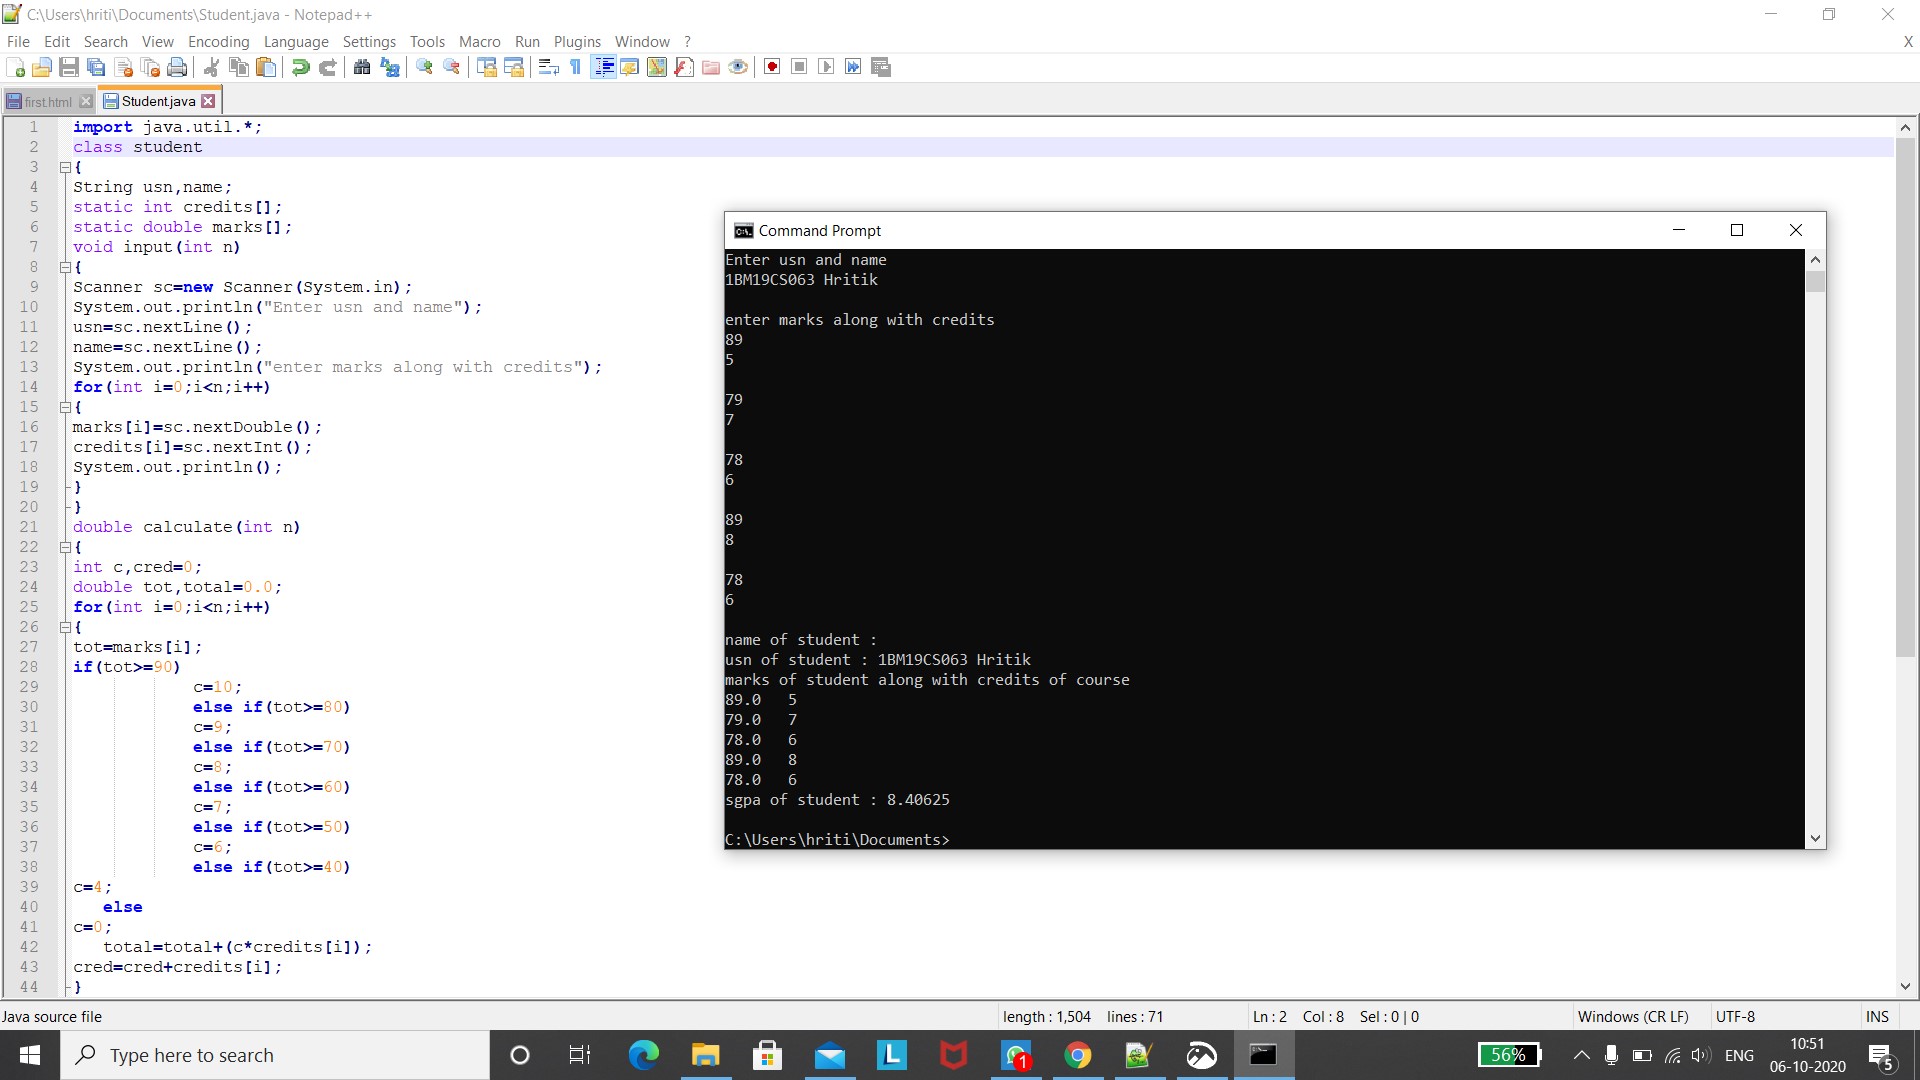 C:\Users\hriti\Documents\Student.java - Notepad++
File Edit Search View Encoding Language Settings Tools Macro Run Plugins Window ? X
first.html Student.java
1 import java.util.*;
2 class student
3 {
4 String usn,name;
5 static int credits[];
6 static double marks[];
7 void input(int n)
8 {
9 Scanner sc=new Scanner(System.in);
10 System.out.println("Enter usn and name");
11 usn=sc.nextLine();
12 name=sc.nextLine();
13 System.out.println("enter marks along with credits");
14 for(int i=0;i<n;i++)
15 {
16 marks[i]=sc.nextDouble();
17 credits[i]=sc.nextInt();
18 System.out.println();
19 }
20 }
21 double calculate(int n)
22 {
23 int c,cred=0;
24 double tot,total=0.0;
25 for(int i=0;i<n;i++)
26 {
27 tot=marks[i];
28 if(tot>=90)
29 c=10;
30 else if(tot>=80)
31 c=9;
32 else if(tot>=70)
33 c=8;
34 else if(tot>=60)
35 c=7;
36 else if(tot>=50)
37 c=6;
38 else if(tot>=40)
39 c=4;
40 else
41 c=0;
42 total=total+(c*credits[i]);
43 cred=cred+credits[i];
44 }
Command Prompt
Enter usn and name
1BM19CS063 Hritik
enter marks along with credits
89
5
79
7
78
6
89
8
78
6
name of student :
usn of student : 1BM19CS063 Hritik
marks of student along with credits of course
89.0 5
79.0 7
78.0 6
89.0 8
78.0 6
sgpa of student : 8.40625
C:\Users\hriti\Documents>
Java source file length : 1,504 lines : 71 Ln : 2 Col : 8 Sel : 0 | 0 Windows (CR LF) UTF-8 INS
Type here to search
L
1
56%
ENG
10:51
06-10-2020
5